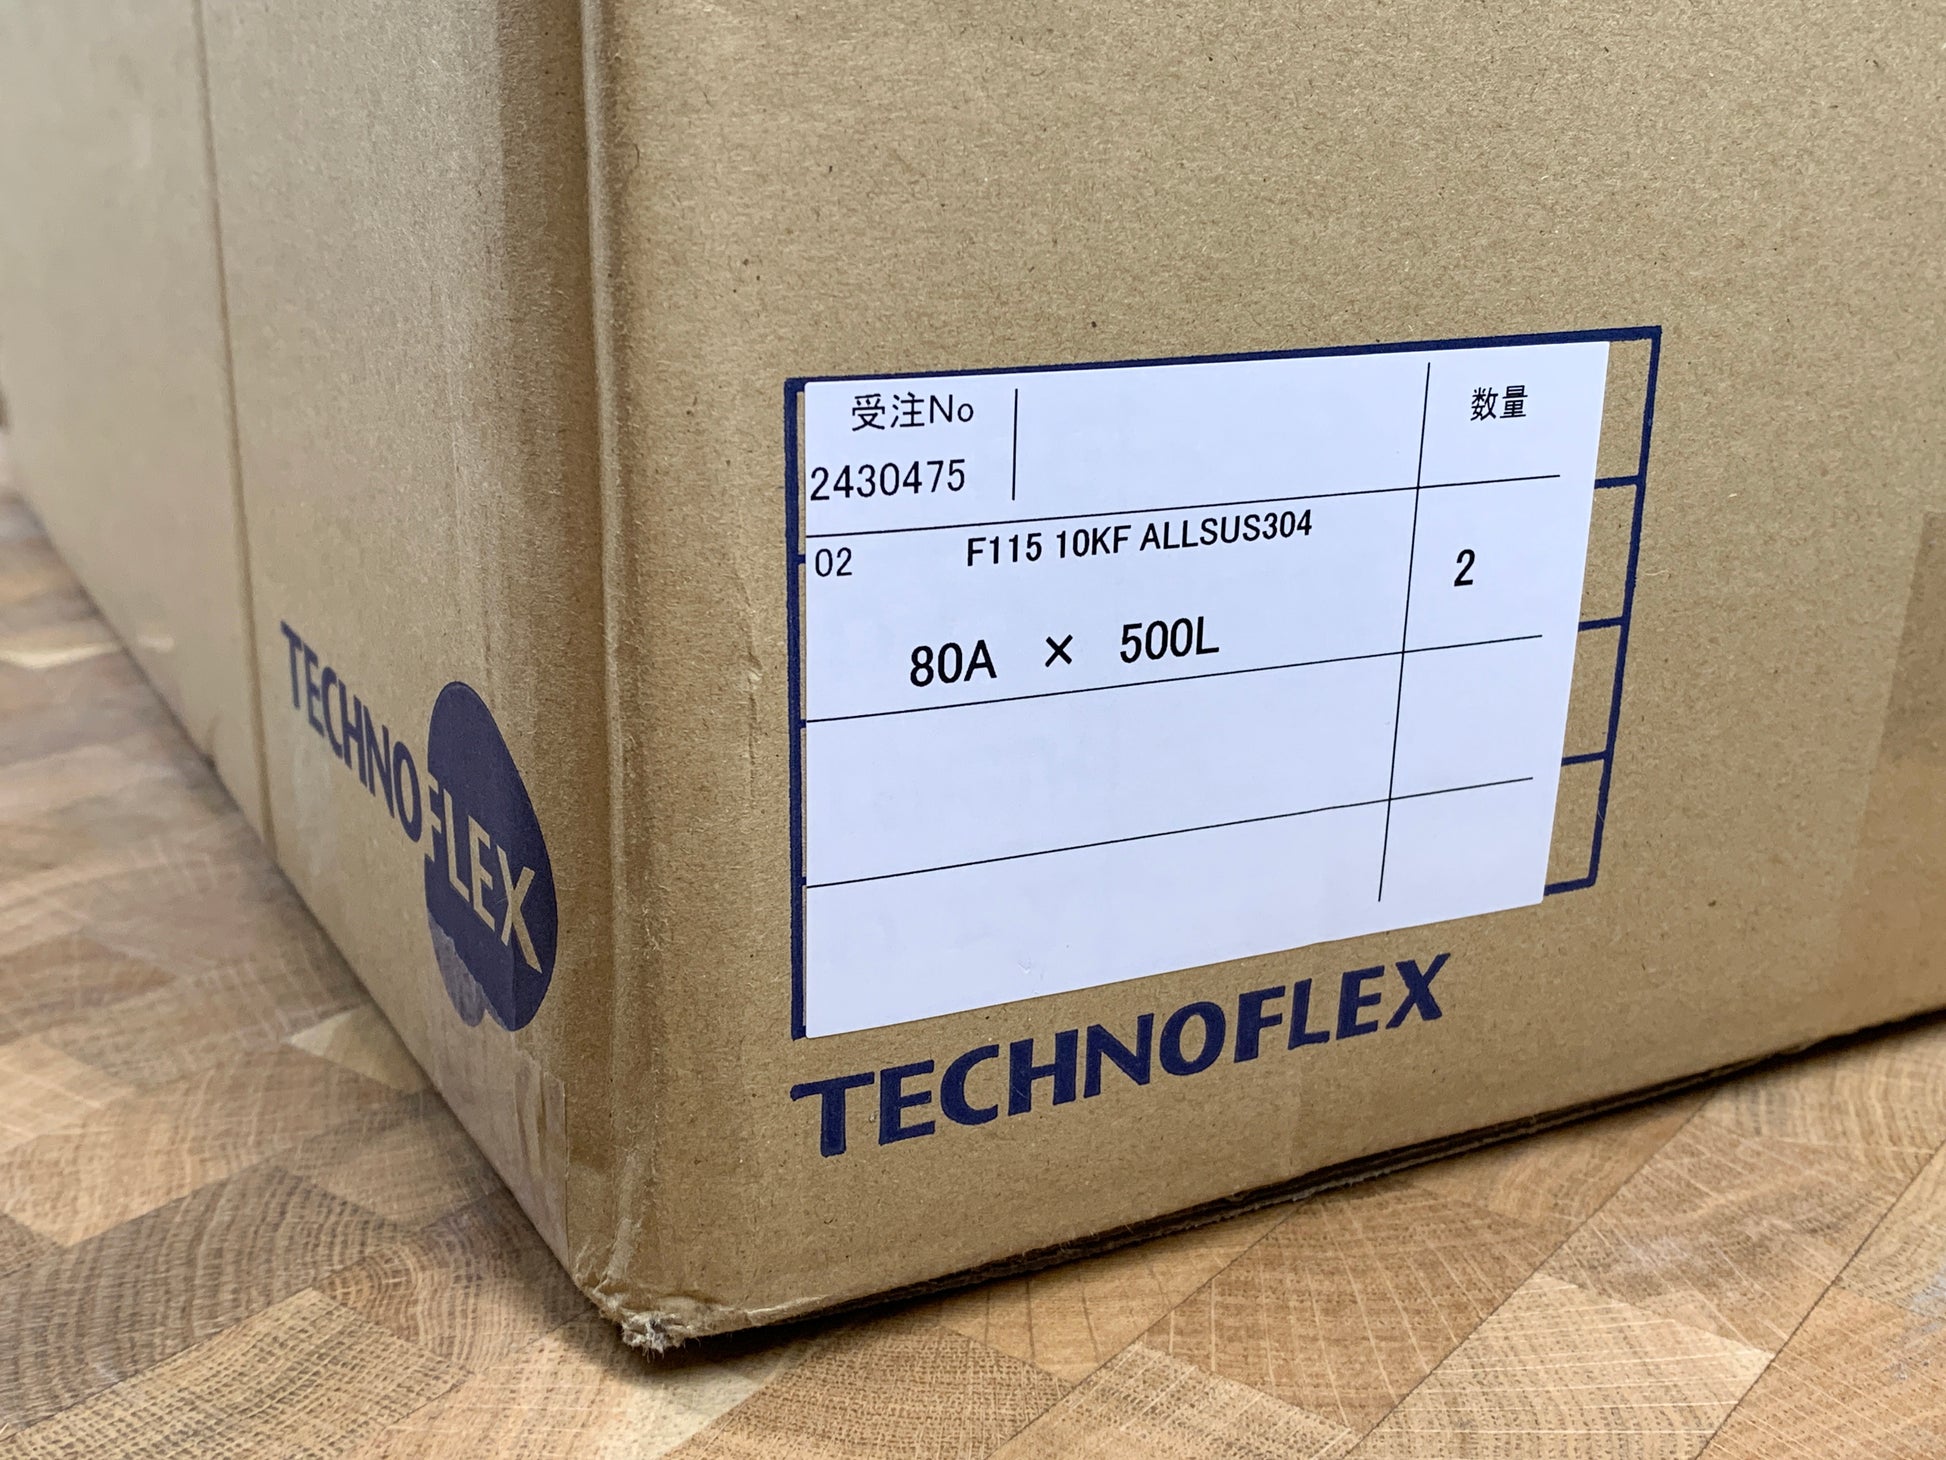 受注No
数量
2430475
02
F115 10KF ALLSUS304
2
80A × 500L
TECHNOFLEX
TECHNOFLEX